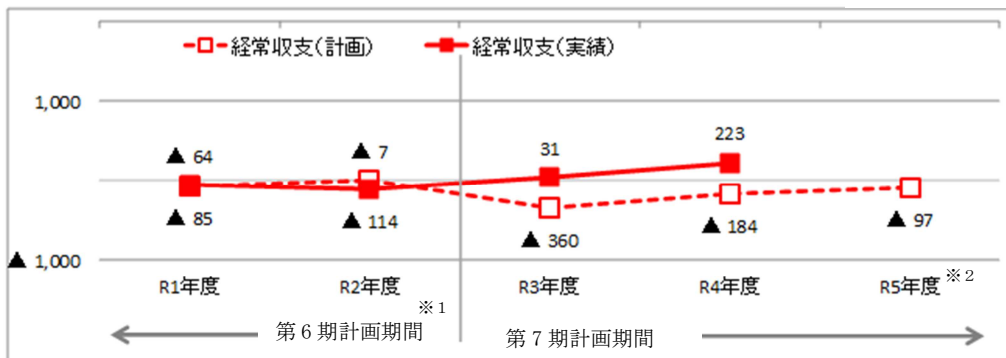 経常収支(計画) 経常収支(実績)
1,000
▲ 64 ▲ 7 31 223
▲ 85 ▲ 114 ▲ 360 ▲ 184 ▲ 97
▲ 1,000
R1年度 R2年度※1 R3年度 R4年度 R5年度※2
第6期計画期間 第7期計画期間